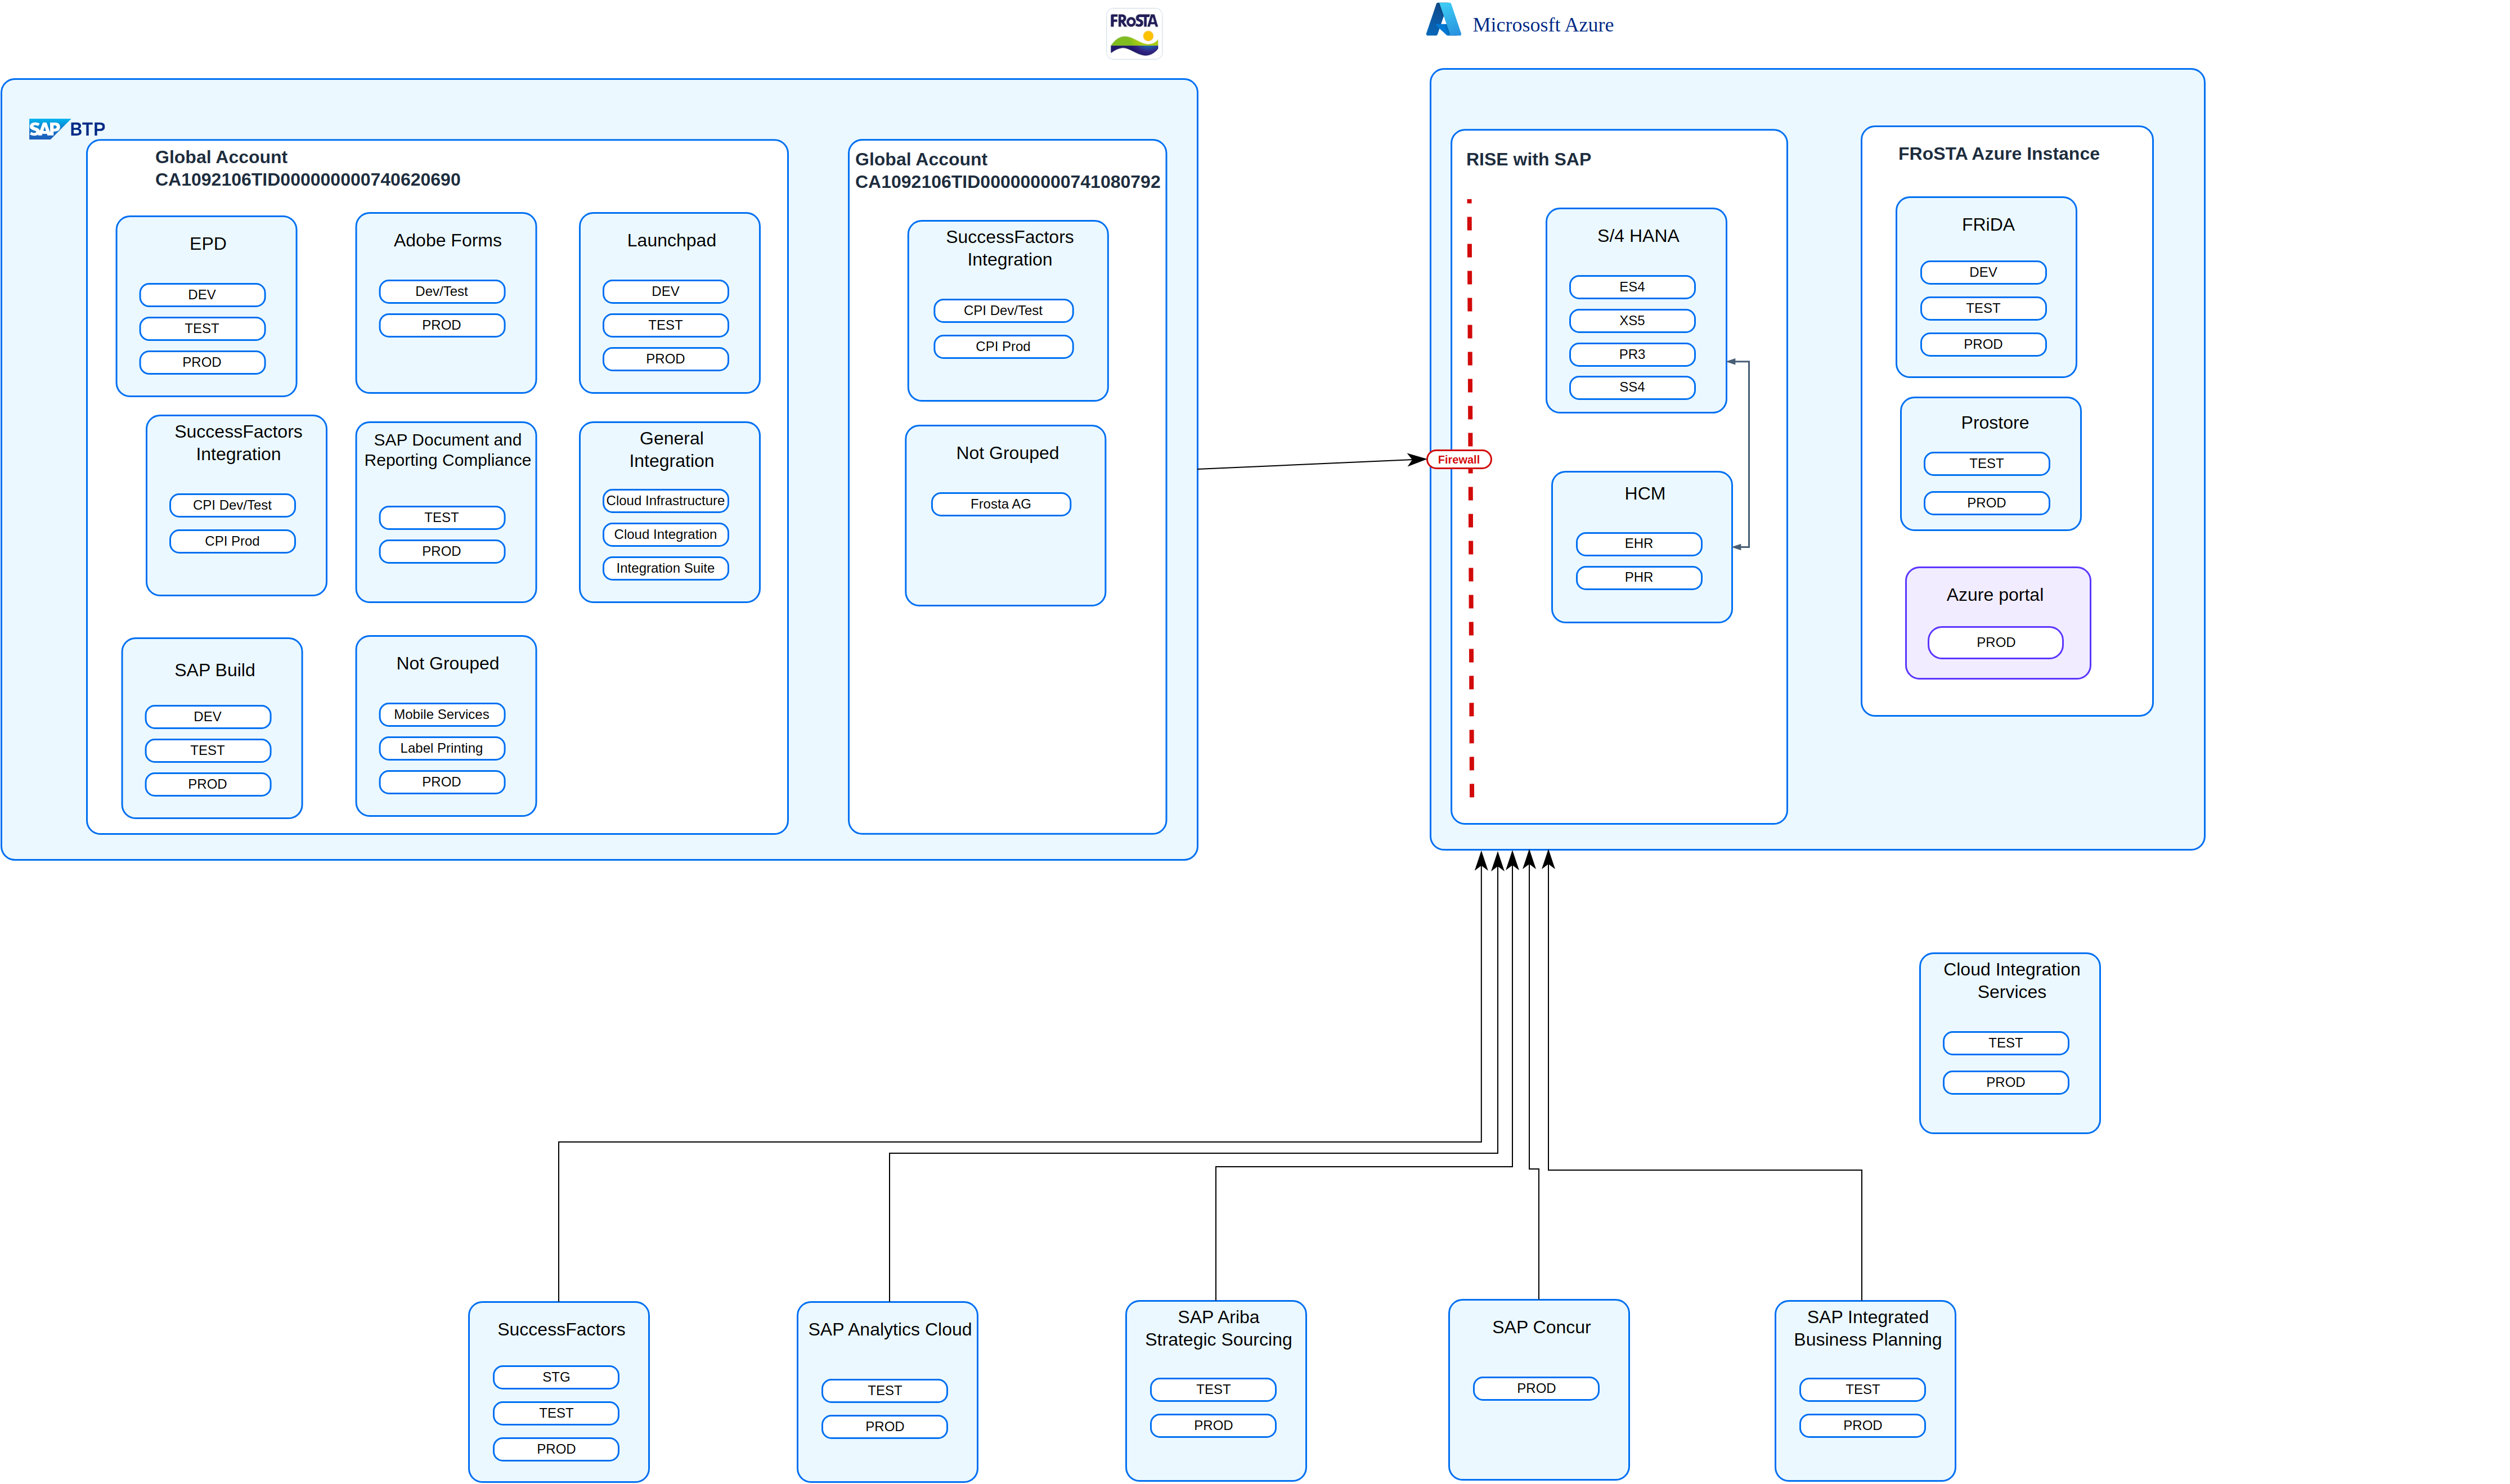 FRoSTA
Micrososft Azure
SAP BTP
Global Account
CA1092106TID000000000740620690
EPD
DEV
TEST
PROD
Adobe Forms
Dev/Test
PROD
Launchpad
DEV
TEST
PROD
SuccessFactors
Integration
CPI Dev/Test
CPI Prod
SAP Document and
Reporting Compliance
TEST
PROD
General
Integration
Cloud Infrastructure
Cloud Integration
Integration Suite
SAP Build
DEV
TEST
PROD
Not Grouped
Mobile Services
Label Printing
PROD
Global Account
CA1092106TID000000000741080792
SuccessFactors
Integration
CPI Dev/Test
CPI Prod
Not Grouped
Frosta AG
RISE with SAP
S/4 HANA
ES4
XS5
PR3
SS4
Firewall
HCM
EHR
PHR
FRoSTA Azure Instance
FRiDA
DEV
TEST
PROD
Prostore
TEST
PROD
Azure portal
PROD
Cloud Integration
Services
TEST
PROD
SuccessFactors
STG
TEST
PROD
SAP Analytics Cloud
TEST
PROD
SAP Ariba
Strategic Sourcing
TEST
PROD
SAP Concur
PROD
SAP Integrated
Business Planning
TEST
PROD